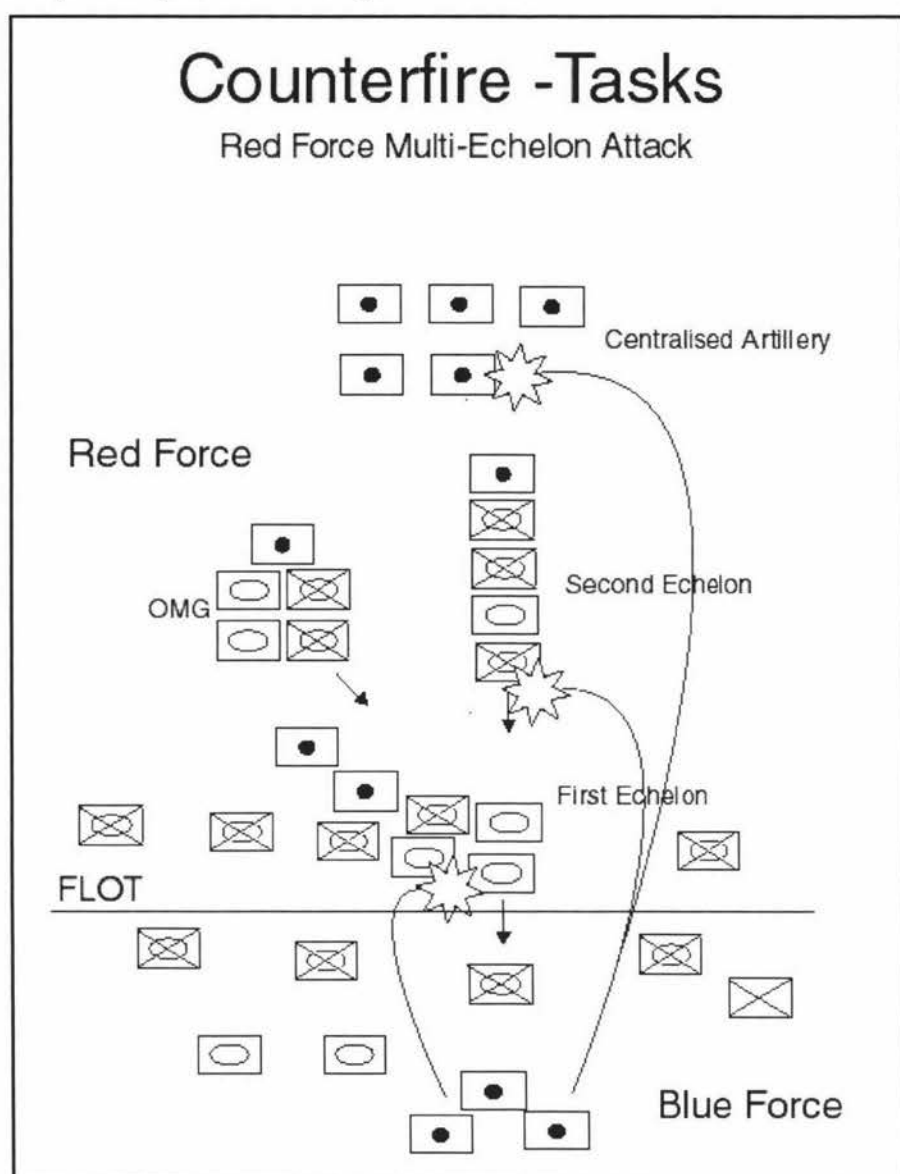 Counterfire -Tasks
Red Force Multi-Echelon Attack
Centralised Artillery
Red Force
OMG
Second Echelon
First Echelon
FLOT
Blue Force